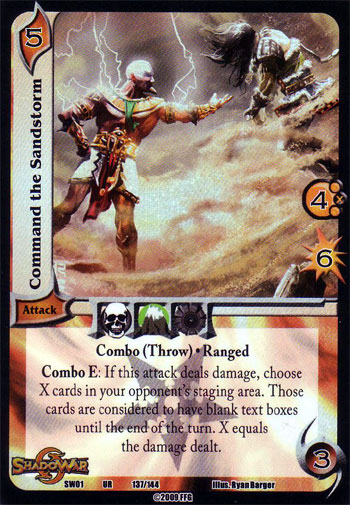 5
Command the Sandstorm
4
6
Attack
Combo (Throw) • Ranged
Combo E: If this attack deals damage, choose
X cards in your opponent's staging area. Those
cards are considered to have blank text boxes
until the end of the turn. X equals
the damage dealt.
SHADOWAR
3
SW01 UR 137/144 Illus. Ryan Barger
©2009 FFG